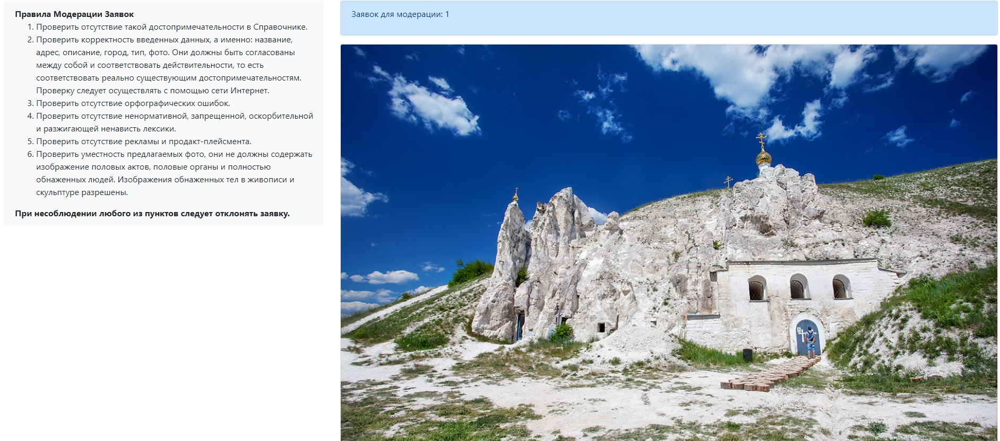 Правила Модерации Заявок
1. Проверить отсутствие такой достопримечательности в Справочнике.
2. Проверить корректность введенных данных, а именно: название,
адрес, описание, город, тип, фото. Они должны быть согласованы
между собой и соответствовать действительности, то есть
соответствовать реально существующим достопримечательностям.
Проверку следует осуществлять с помощью сети Интернет.
3. Проверить отсутствие орфографических ошибок.
4. Проверить отсутствие ненормативной, запрещенной, оскорбительной
и разжигающей ненависть лексики.
5. Проверить отсутствие рекламы и продакт-плейсмента.
6. Проверить уместность предлагаемых фото, они не должны содержать
изображение половых актов, половые органы и полностью
обнаженных людей. Изображения обнаженных тел в живописи и
скульптуре разрешены.
При несоблюдении любого из пунктов следует отклонять заявку.
Заявок для модерации: 1